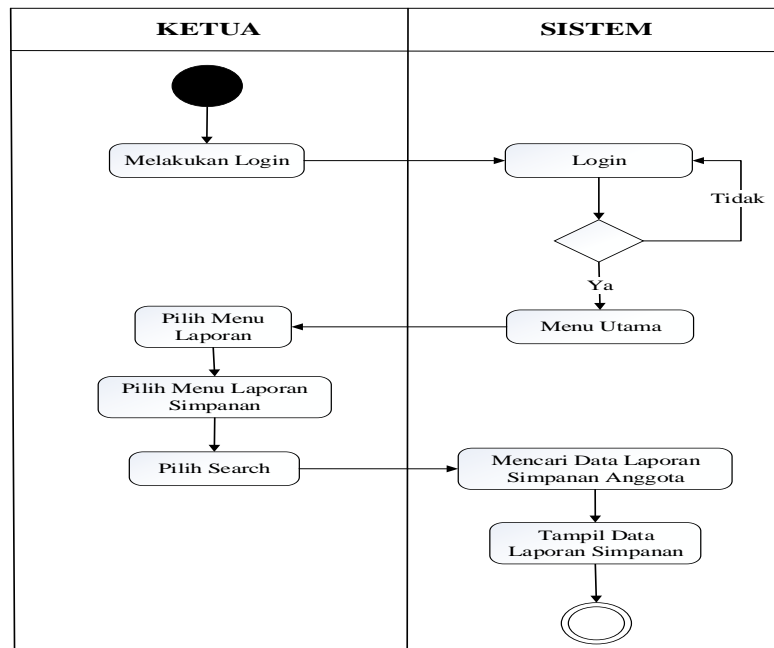 KETUA
SISTEM
Melakukan Login
Login
Tidak
Ya
Menu Utama
Pilih Menu
Laporan
Pilih Menu Laporan
Simpanan
Pilih Search
Mencari Data Laporan
Simpanan Anggota
Tampil Data
Laporan Simpanan